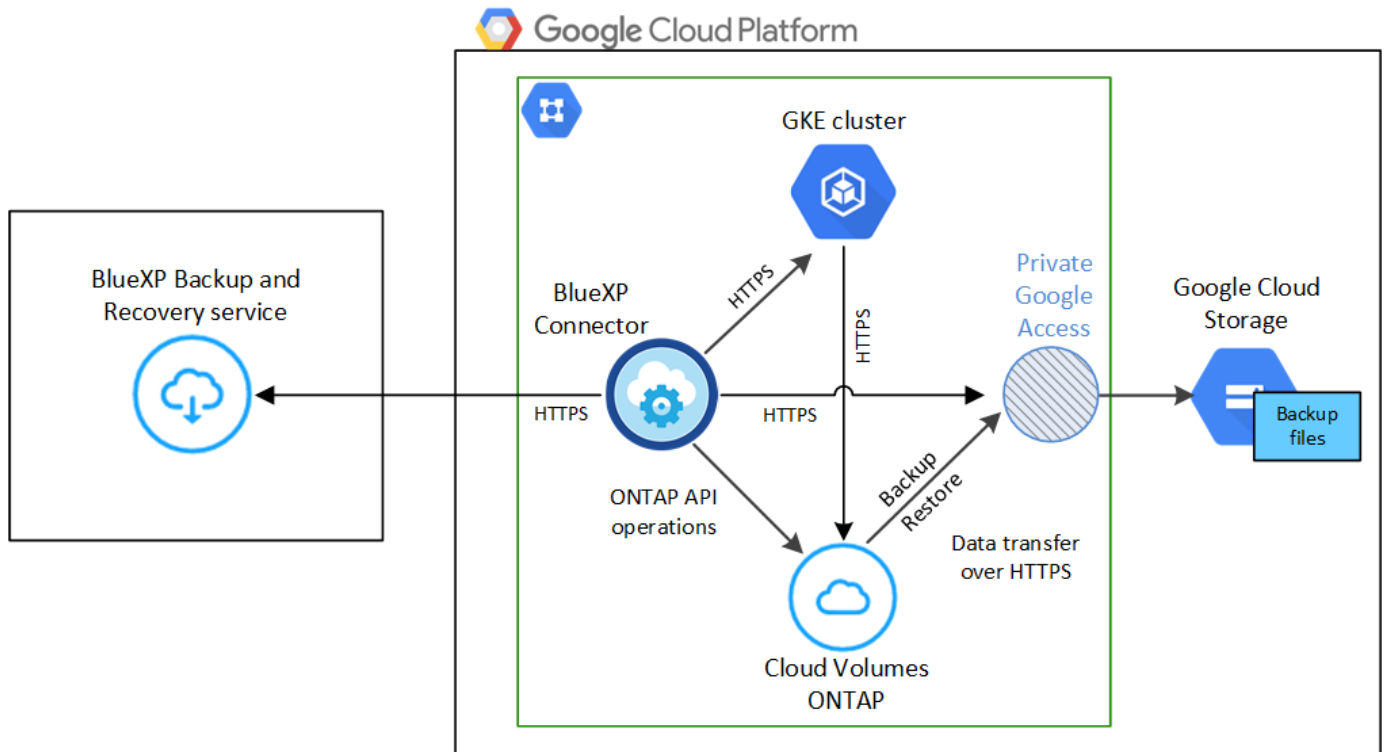 Google Cloud Platform
GKE cluster
BlueXP Backup and
Recovery service
BlueXP
Connector
HTTPS
HTTPS
Private
Google
Access
Google Cloud
Storage
HTTPS
HTTPS
Backup
files
ONTAP API
operations
Backup
Restore
Data transfer
over HTTPS
Cloud Volumes
ONTAP